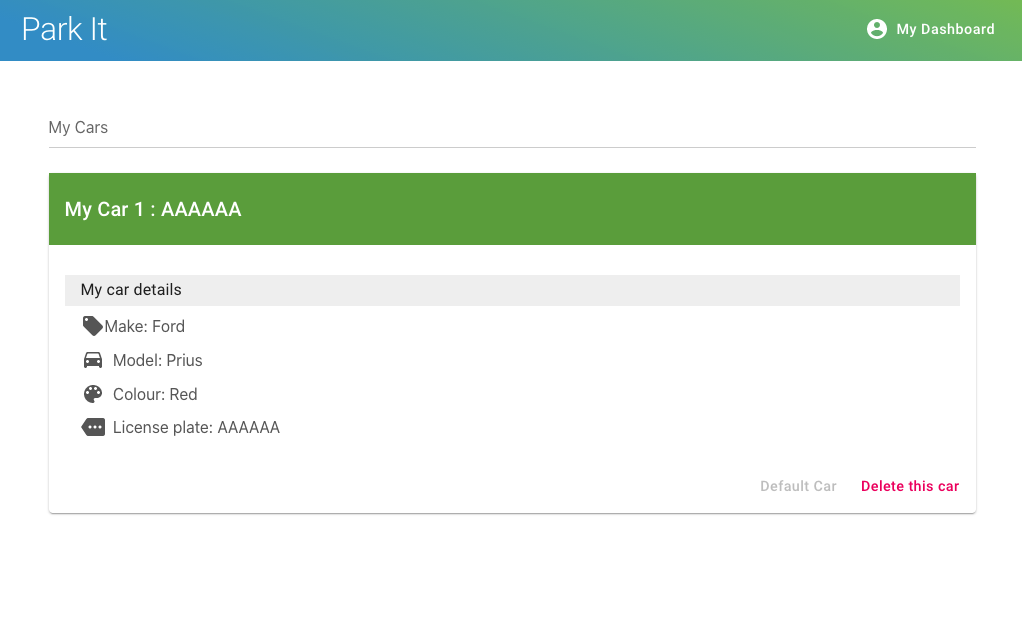 Park It
My Dashboard
My Cars
My Car 1 : AAAAAA
My car details
Make: Ford
Model: Prius
Colour: Red
License plate: AAAAAA
Default Car
Delete this car